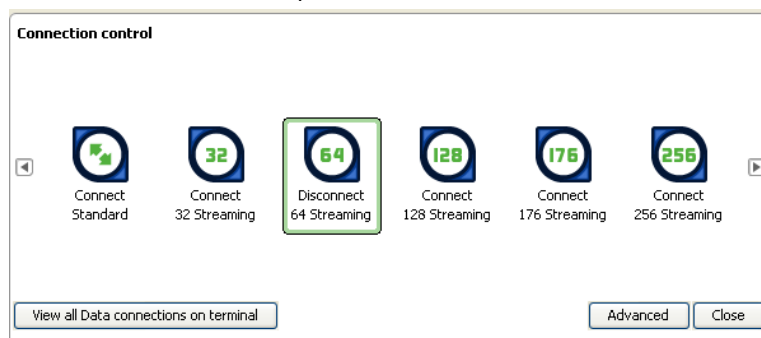 Connection control
32
64
128
176
256
Connect
Standard
Connect
32 Streaming
Disconnect
64 Streaming
Connect
128 Streaming
Connect
176 Streaming
Connect
256 Streaming
View all Data connections on terminal
Advanced
Close